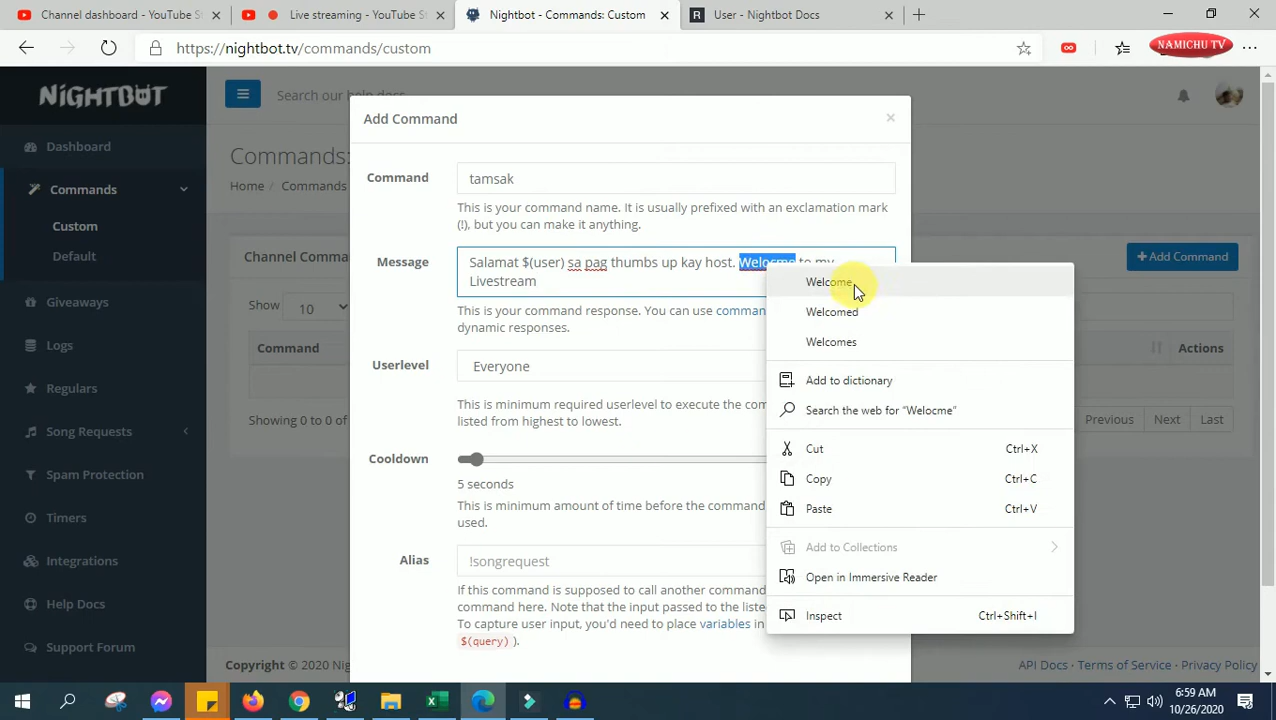 Channel dashboard - YouTube St
Live streaming - YouTube S
Nightbot - Commands: Custom
R
User - Nightbot Docs
https://nightbot.tv/commands/custom
NAMICHU TV
NIGHTBOT
Search our help docs
Dashboard
Commands
Custom
Default
Giveaways
Logs
Regulars
Song Requests
Spam Protection
Timers
Integrations
Help Docs
Support Forum
Commands:
Home
Commands
Channel Comm
+ Add Command
Show
10
Command
Actions
Showing 0 to 0 of
Previous
Next
Last
Add Command
×
Command
tamsak
This is your command name. It is usually prefixed with an exclamation mark
(!), but you can make it anything.
Message
Salamat $(user) sa pag thumbs up kay host. Welocme to my
Livestream
This is your command response. You can use comman
dynamic responses.
Userlevel
Everyone
This is minimum required userlevel to execute the com
listed from highest to lowest.
Cooldown
5 seconds
This is minimum amount of time before the command
used.
Alias
!songrequest
If this command is supposed to call another command
command here. Note that the input passed to the liste
To capture user input, you'd need to place variables in
$(query) ).
Welcome
Welcomed
Welcomes
Add to dictionary
Search the web for "Welocme"
Cut
Ctrl+X
Copy
Ctrl+C
Paste
Ctrl+V
Add to Collections
Open in Immersive Reader
Inspect
Ctrl+Shift+I
Copyright © 2020 Nig
API Docs · Terms of Service · Privacy Policy
6:59 AM
10/26/2020